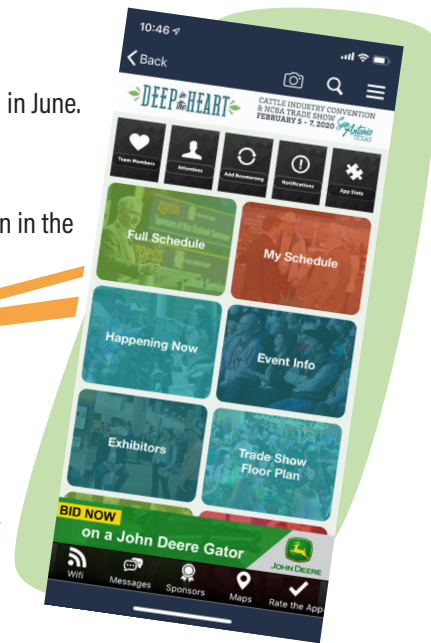 in June.
n in the
10:46
Back
DEEP in the HEART
CATTLE INDUSTRY CONVENTION
& NCBA TRADE SHOW
FEBRUARY 5 - 7, 2020
San Antonio
TEXAS
Team Members
Attendees
Add Boomerang
Notifications
App Stats
Full Schedule
My Schedule
Happening Now
Event Info
Exhibitors
Trade Show
Floor Plan
BID NOW
on a John Deere Gator
JOHN DEERE
Wifi
Messages
Sponsors
Maps
Rate the App